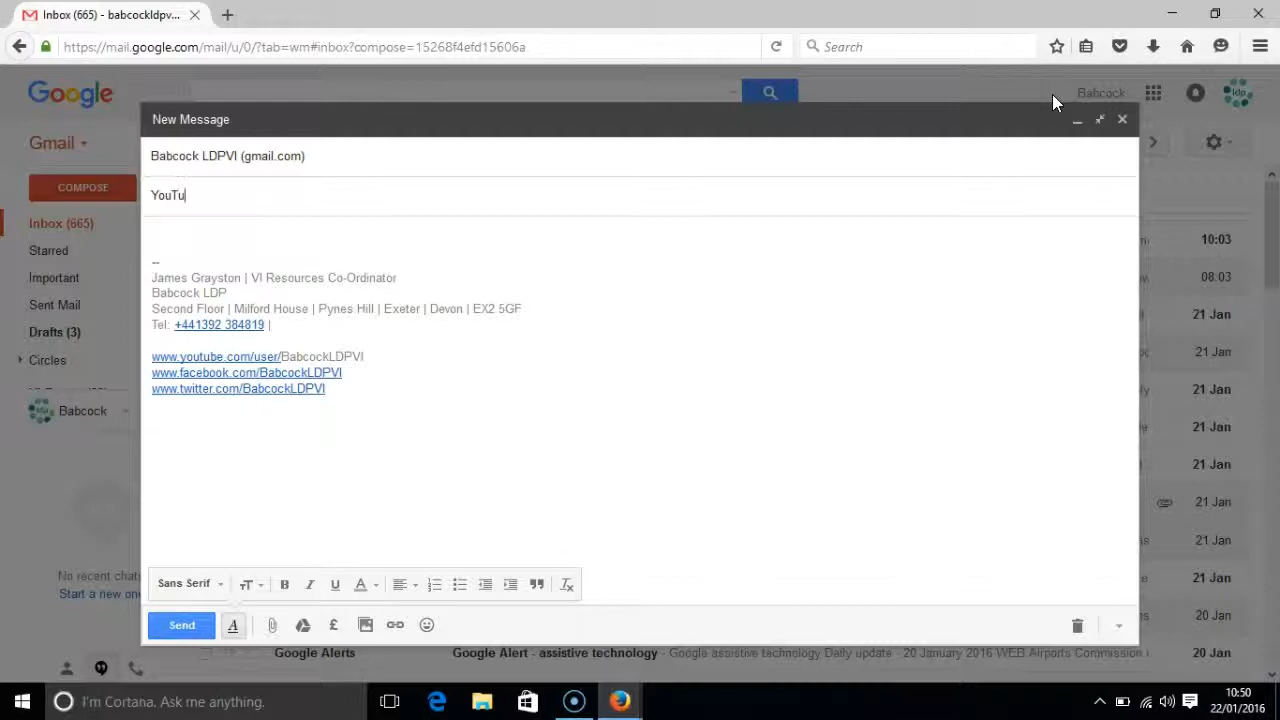 Inbox (665) - babcockldpv...
https://mail.google.com/mail/u/0/?tab=wm#inbox?compose=15268f4efd15606a
Search
Google
Babcock
ldp
Gmail
COMPOSE
Inbox (665)
Starred
Important
Sent Mail
Drafts (3)
Circles
Babcock
No recent chats
Start a new one
New Message
Babcock LDPVI (gmail.com)
YouTu
--
James Grayston | VI Resources Co-Ordinator
Babcock LDP
Second Floor | Milford House | Pynes Hill | Exeter | Devon | EX2 5GF
Tel: +441392 384819 |
www.youtube.com/user/BabcockLDPVI
www.facebook.com/BabcockLDPVI
www.twitter.com/BabcockLDPVI
Sans Serif
Send
10:03
08:03
21 Jan
21 Jan
21 Jan
21 Jan
21 Jan
21 Jan
21 Jan
21 Jan
20 Jan
Google Alerts
Google Alert - assistive technology - Google assistive technology Daily update - 20 January 2016 WEB Airports Commission
20 Jan
I'm Cortana. Ask me anything.
10:50
22/01/2016